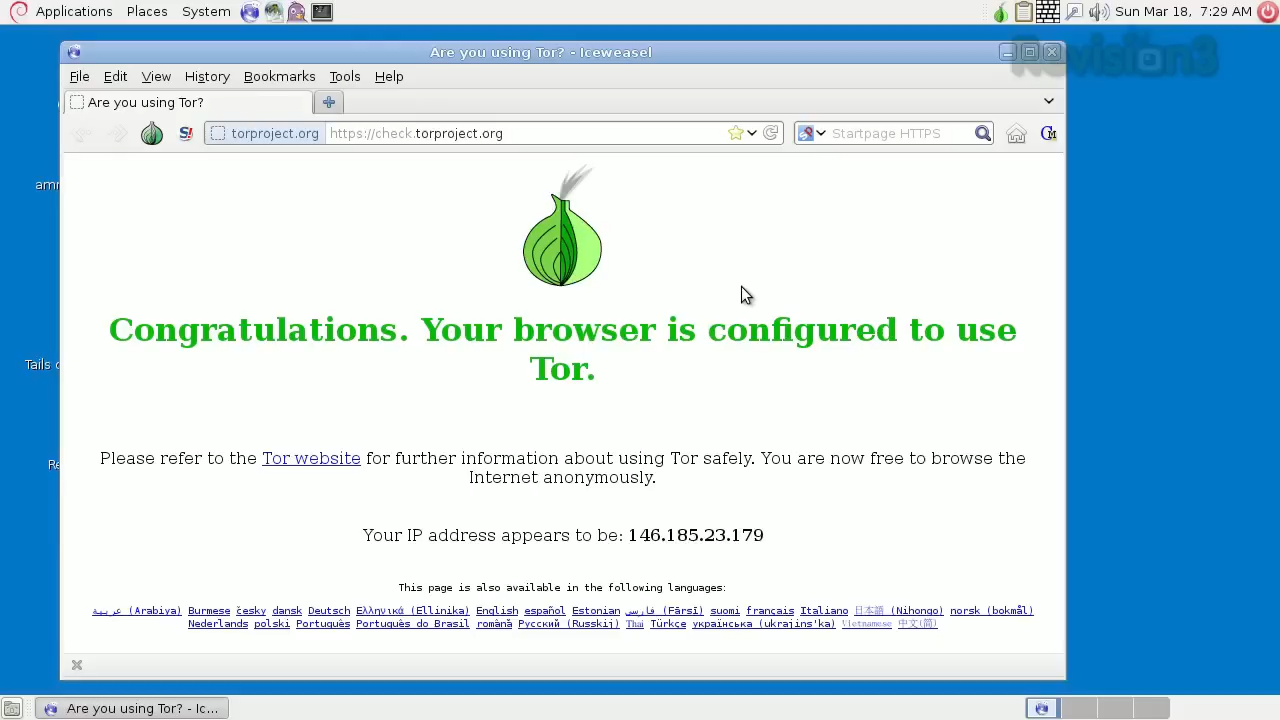 Applications Places System
Sun Mar 18, 7:29 AM
Are you using Tor? - Iceweasel
Revision3
File Edit View History Bookmarks Tools Help
Are you using Tor?
torproject.org https://check.torproject.org
Startpage HTTPS
Congratulations. Your browser is configured to use
Tor.
Please refer to the Tor website for further information about using Tor safely. You are now free to browse the
Internet anonymously.
Your IP address appears to be: 146.185.23.179
This page is also available in the following languages:
عربية (Arabiya) Burmese česky dansk Deutsch Ελληνικά (Ellinika) English español Estonian فارسی (Fārsī) suomi français Italiano 日本語 (Nihongo) norsk (bokmål)
Nederlands polski Português Português do Brasil română Русский (Russkij) Thai Türkçe українська (ukrajins'ka) Vietnamese 中文(简)
Tails
Are you using Tor? - Ic...